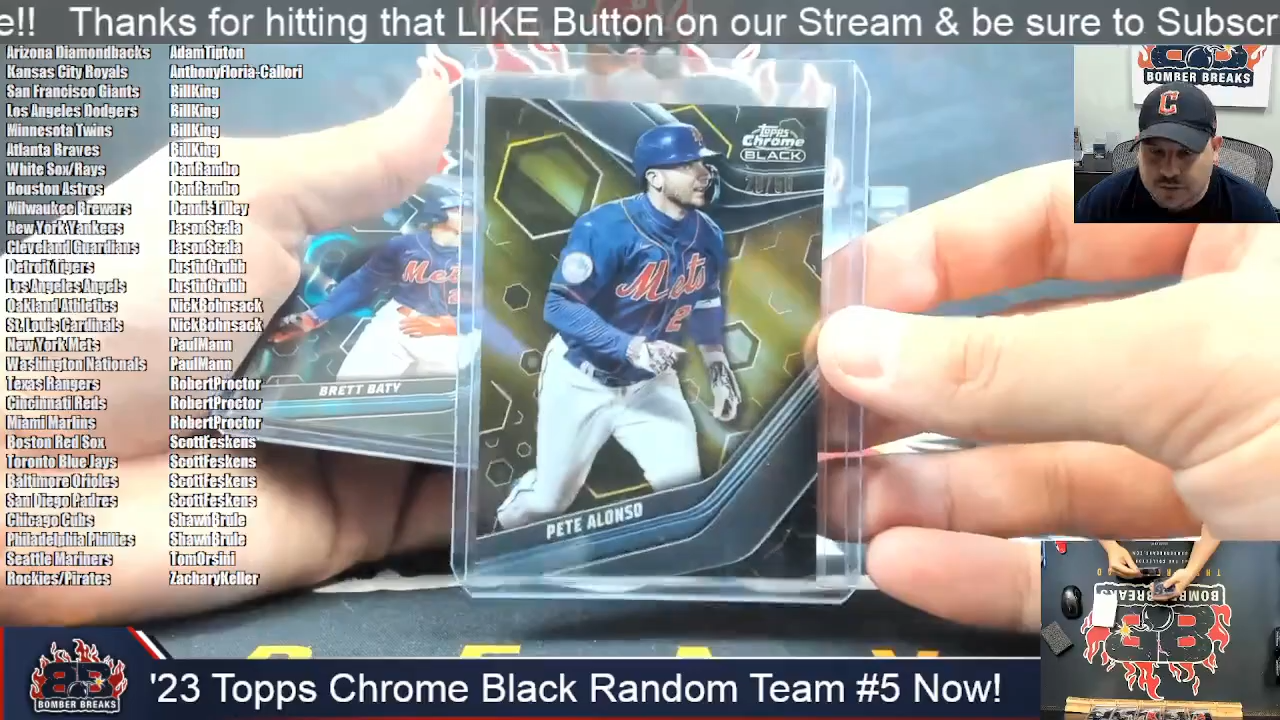 e!! Thanks for hitting that LIKE Button on our Stream & be sure to Subscr
Arizona Diamondbacks AdamTipton
Kansas City Royals AnthonyFloria-Callori
San Francisco Giants BillKing
Los Angeles Dodgers BillKing
Minnesota Twins BillKing
Atlanta Braves BillKing
White Sox/Rays DanRambo
Houston Astros DanRambo
Milwaukee Brewers DennisTilley
New York Yankees JasonScala
Cleveland Guardians JasonScala
Detroit Tigers JustinGrubb
Los Angeles Angels JustinGrubb
Oakland Athletics NickBohnsack
St. Louis Cardinals NickBohnsack
New York Mets PaulMann
Washington Nationals PaulMann
Texas Rangers RobertProctor
Cincinnati Reds RobertProctor
Miami Marlins RobertProctor
Boston Red Sox ScottFeskens
Toronto Blue Jays ScottFeskens
Baltimore Orioles ScottFeskens
San Diego Padres ScottFeskens
Chicago Cubs ShawnBrule
Philadelphia Phillies ShawnBrule
Seattle Mariners TomOrsini
Rockies/Pirates ZacharyKeller
BOMBER BREAKS
C
Topps
Chrome
BLACK
Mets
2
Met
BRETT BATY
PETE ALONSO
BOMBER BREAKS
BB
BOMBER BREAKS
'23 Topps Chrome Black Random Team #5 Now!